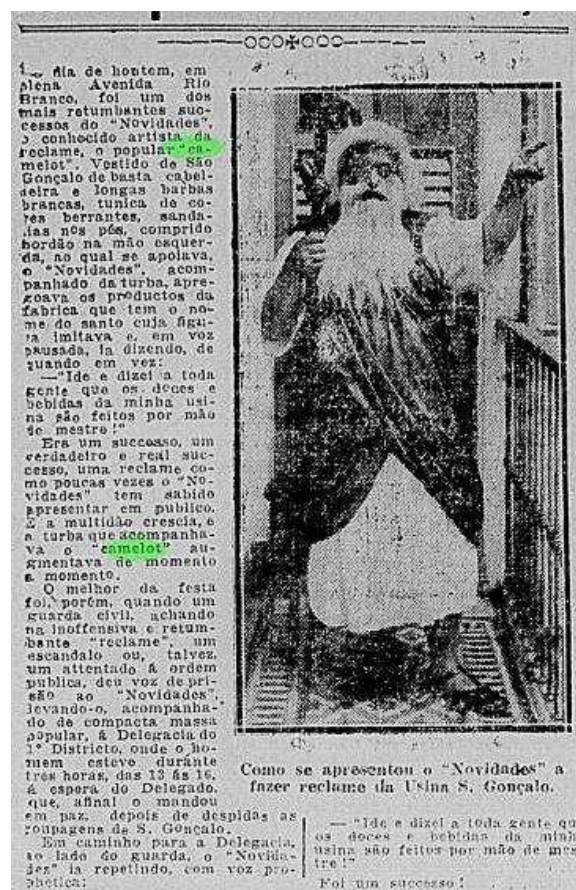 dia de hontem, em
plena Avenida Rio
Branco, foi um dos
mais retumbantes suc-
cessos do "Novidades",
o conhecido artista da
reclame, o popular "ca-
melot". Vestido de São
Gonçalo de basta cabel-
leira e longas barbas
brancas, tunica de co-
res berrantes, sanda-
lias nos pés, comprido
bordão na mão esquer-
da, ao qual se apoiava,
o "Novidades", acom-
panhado da turba, apre-
goava os productos da
fabrica que tem o no-
me do santo cuja figu-
ra imitava e, em voz
pausada, ia dizendo, de
quando em vez:
—"Ide e dizei a toda
gente que os doces e
bebidas da minha usi-
na são feitos por mão
de mestre!"
Era um successo, um
verdadeiro e real suc-
cesso, uma reclame co-
mo poucas vezes o "No-
vidades" tem sabido
apresentar em publico.
E a multidão crescia, e
a turba que acompanha-
va o "camelot" au-
gmentava de momento
a momento.
O melhor da festa
foi, porém, quando um
guarda civil, achando
na inoffensiva e retum-
bante "reclame", um
escandalo ou, talvez,
um attentado á ordem
publica, deu voz de pri-
são ao "Novidades",
levando-o, acompanha-
do de compacta massa
popular, á Delegacia do
1º Districto, onde o ho-
mem esteve durante
tres horas, das 13 ás 16,
á espera do Delegado,
que, afinal o mandou
em paz, depois de despidas as
roupagens de S. Gonçalo.
Em caminho para a Delegacia,
ao lado do guarda, o "Novida-
des" ia repetindo, com voz pro-
phetica:
Como se apresentou o "Novidades" a
fazer reclame da Usina S. Gonçalo.
—"Ide e dizei a toda gente que
os doces e bebidas da minha
usina são feitos por mão de mes-
tre!"
Foi um successo!